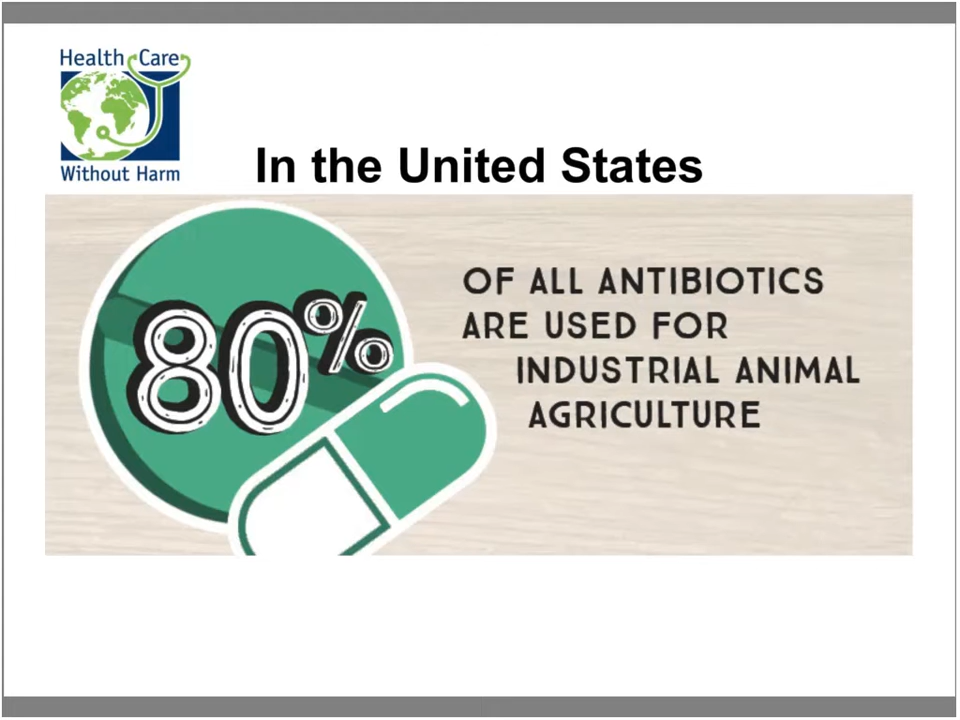 Health Care
Without Harm
In the United States
80%
OF ALL ANTIBIOTICS
ARE USED FOR
INDUSTRIAL ANIMAL
AGRICULTURE